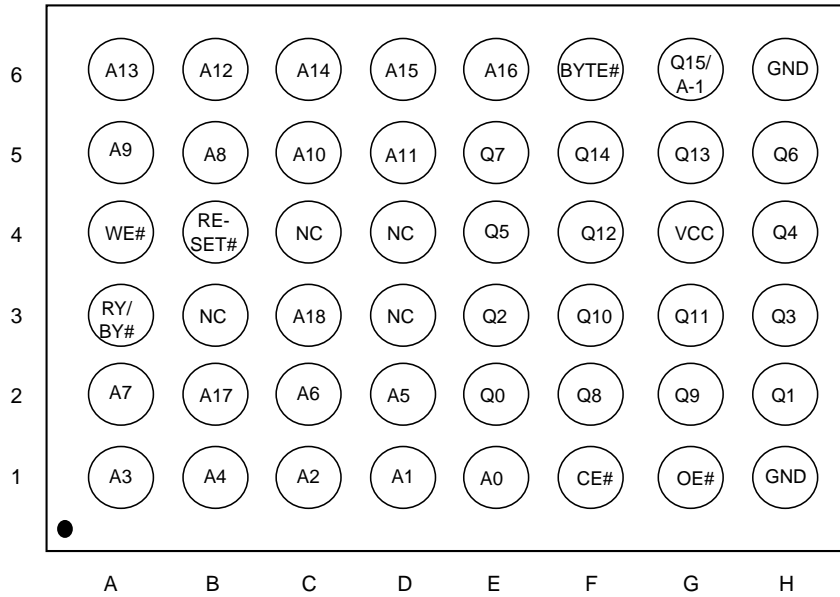 6 A13 A12 A14 A15 A16 BYTE# Q15/ A-1 GND
5 A9 A8 A10 A11 Q7 Q14 Q13 Q6
4 WE# RE- SET# NC NC Q5 Q12 VCC Q4
3 RY/ BY# NC A18 NC Q2 Q10 Q11 Q3
2 A7 A17 A6 A5 Q0 Q8 Q9 Q1
1 A3 A4 A2 A1 A0 CE# OE# GND
A B C D E F G H